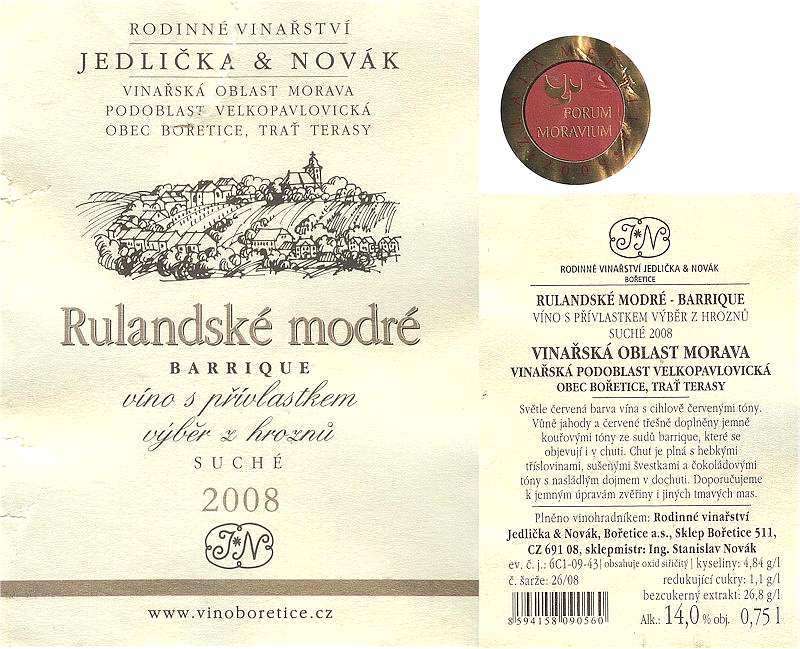 RODINNÉ VINAŘSTVÍ
JEDLIČKA & NOVÁK
VINAŘSKÁ OBLAST MORAVA
PODOBLAST VELKOPAVLOVICKÁ
OBEC BOŘETICE, TRAŤ TERASY
Rulandské modré
BARRIQUE
víno s přívlastkem
výběr z hroznů
SUCHÉ
2008
J*N
www.vinoboretice.cz
FORUM
MORAVIUM
J*N
RODINNÉ VINAŘSTVÍ JEDLIČKA & NOVÁK
BOŘETICE
RULANDSKÉ MODRÉ - BARRIQUE
VÍNO S PŘÍVLASTKEM VÝBĚR Z HROZNŮ
SUCHÉ 2008
VINAŘSKÁ OBLAST MORAVA
VINAŘSKÁ PODOBLAST VELKOPAVLOVICKÁ
OBEC BOŘETICE, TRAŤ TERASY
Světle červená barva vína s cihlově červenými tóny.
Vůně jahody a červené třešně doplněny jemně
kouřovými tóny ze sudů barrique, které se
objevují i v chuti. Chuť je plná s hebkými
tříslovinami, sušenými švestkami a čokoládovými
tóny s nasládlým dojmem v dochuti. Doporučujeme
k jemným úpravám zvěřiny i jiných tmavých mas.
Plněno vinohradníkem: Rodinné vinařství
Jedlička & Novák, Bořetice a.s., Sklep Bořetice 511,
CZ 691 08, sklepmistr: Ing. Stanislav Novák
ev. č. j.: 6C1-09-43 | obsahuje oxid siřičitý | kyseliny: 4,84 g/l
č. šarže: 26/08 redukující cukry: 1,1 g/l
bezcukerný extrakt: 26,8 g/l
8 594158 090560 Alk.: 14,0 % obj. 0,75 l